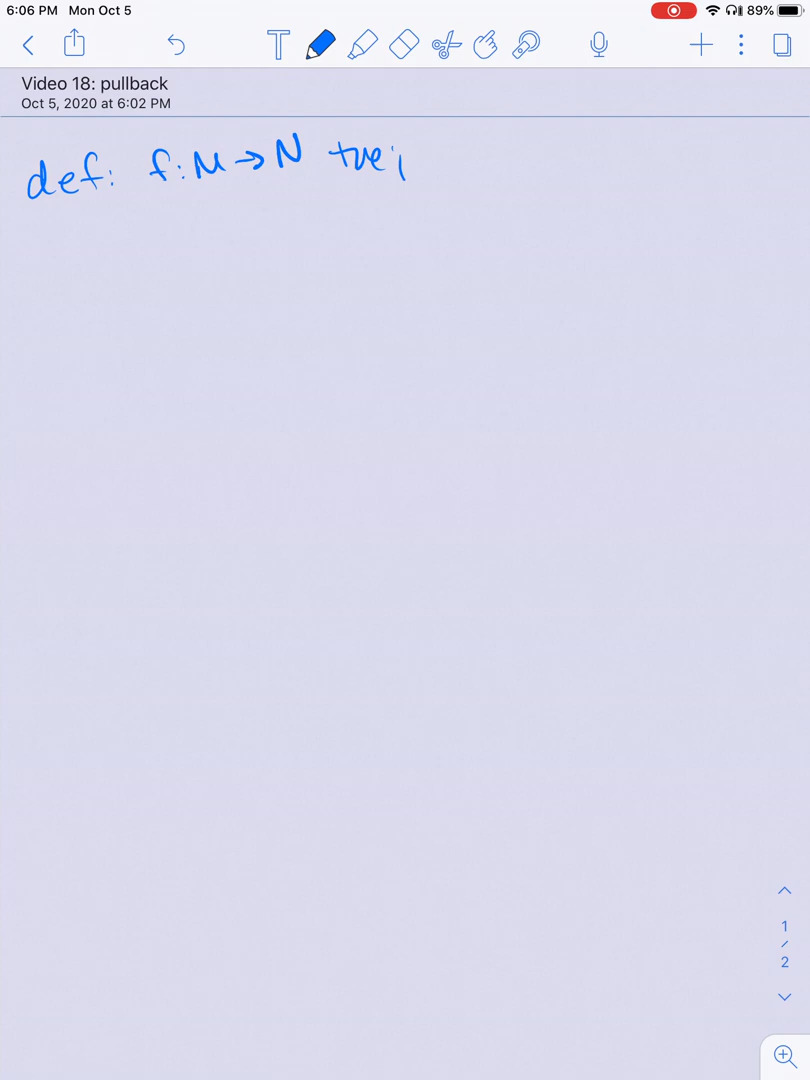 6:06 PM Mon Oct 5
89%
Video 18: pullback
Oct 5, 2020 at 6:02 PM
def: f: M → N
1
/
2